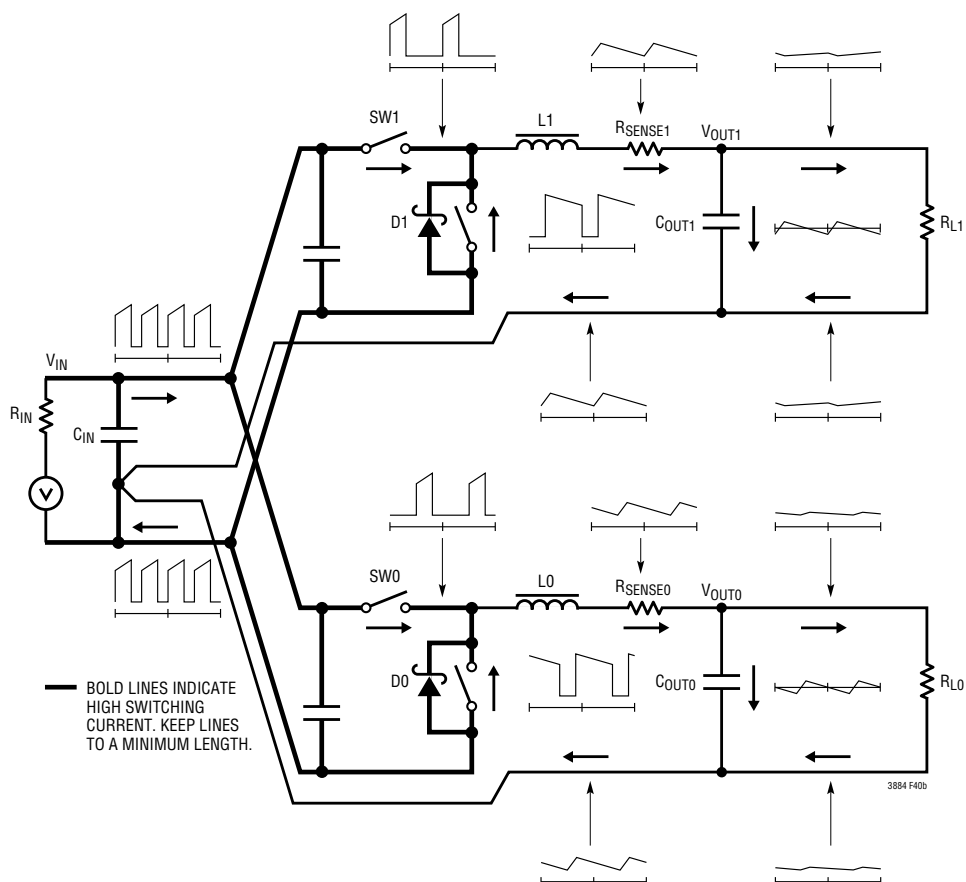 SW1
L1
RSENSE1
VOUT1
D1
COUT1
RL1
VIN
RIN
CIN
V
SW0
L0
RSENSE0
VOUT0
D0
COUT0
RL0
BOLD LINES INDICATE
HIGH SWITCHING
CURRENT. KEEP LINES
TO A MINIMUM LENGTH.
3884 F40b